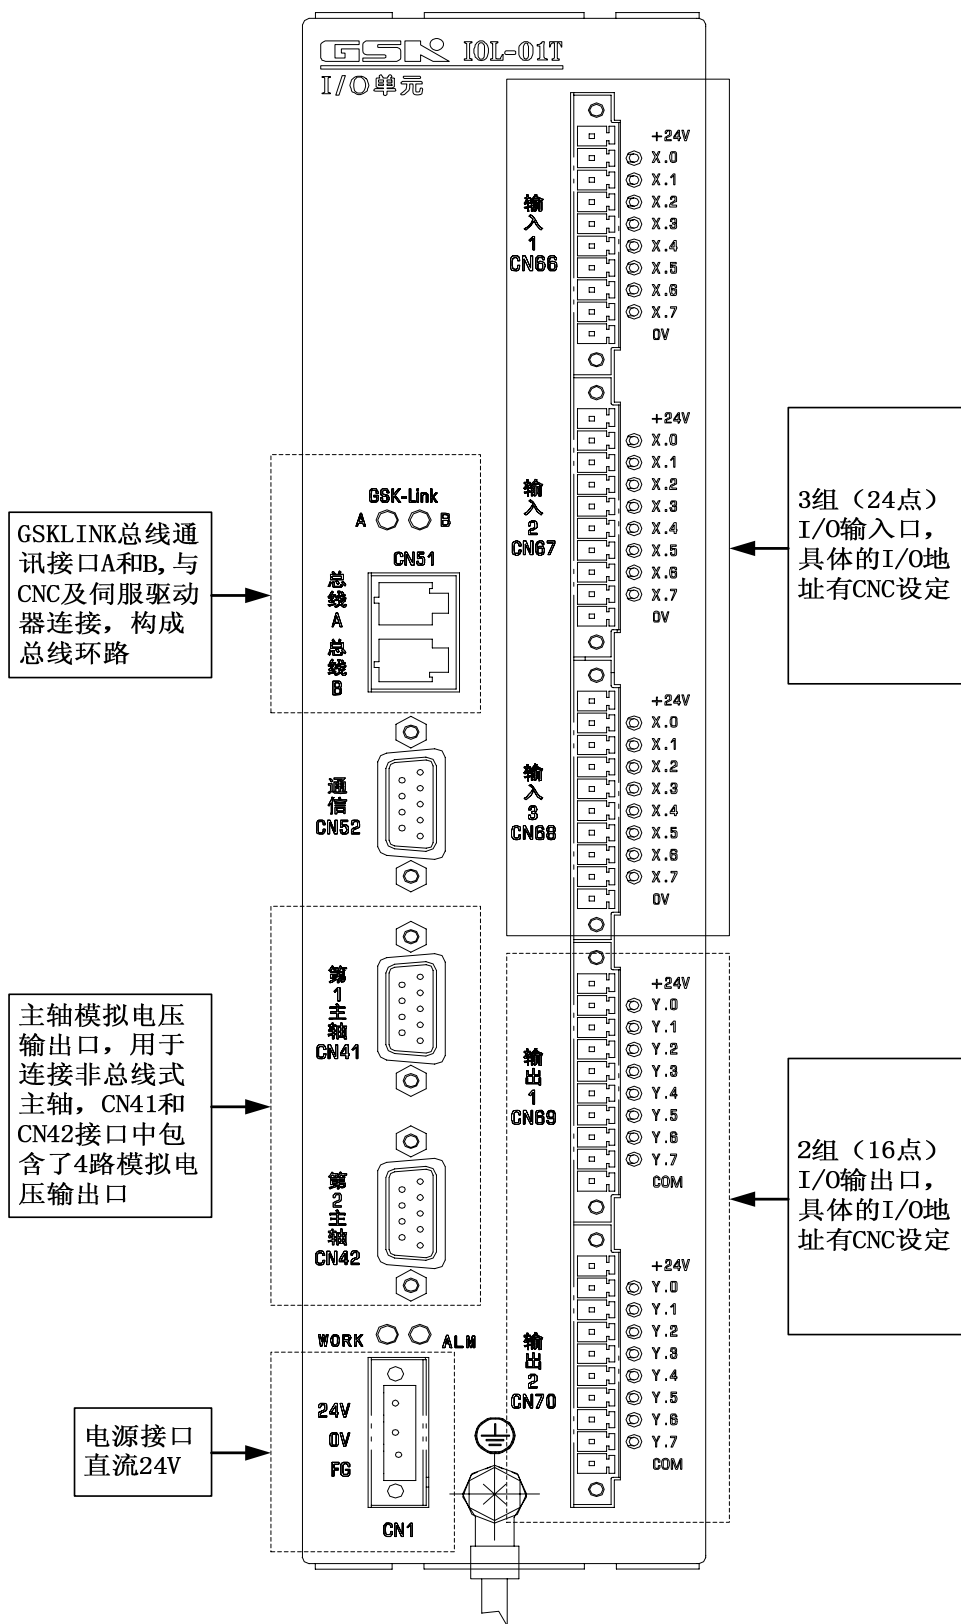 GSK IOL-01T
I/O单元
+24V
X.0
X.1
X.2
X.3
X.4
X.5
X.6
X.7
0V
输入1
CN66
+24V
X.0
X.1
X.2
X.3
X.4
X.5
X.6
X.7
0V
输入2
CN67
+24V
X.0
X.1
X.2
X.3
X.4
X.5
X.6
X.7
0V
输入3
CN68
3组（24点）
I/O输入口，
具体的I/O地
址有CNC设定
GSKLINK总线通
讯接口A和B,与
CNC及伺服驱动
器连接，构成
总线环路
GSK-Link
A B
CN51
总线A
总线B
通信
CN52
主轴模拟电压
输出口，用于
连接非总线式
主轴，CN41和
CN42接口中包
含了4路模拟电
压输出口
第1主轴
CN41
第2主轴
CN42
+24V
Y.0
Y.1
Y.2
Y.3
Y.4
Y.5
Y.6
Y.7
COM
输出1
CN69
+24V
Y.0
Y.1
Y.2
Y.3
Y.4
Y.5
Y.6
Y.7
COM
输出2
CN70
2组（16点）
I/O输出口，
具体的I/O地
址有CNC设定
WORK ALM
电源接口
直流24V
24V
0V
FG
CN1